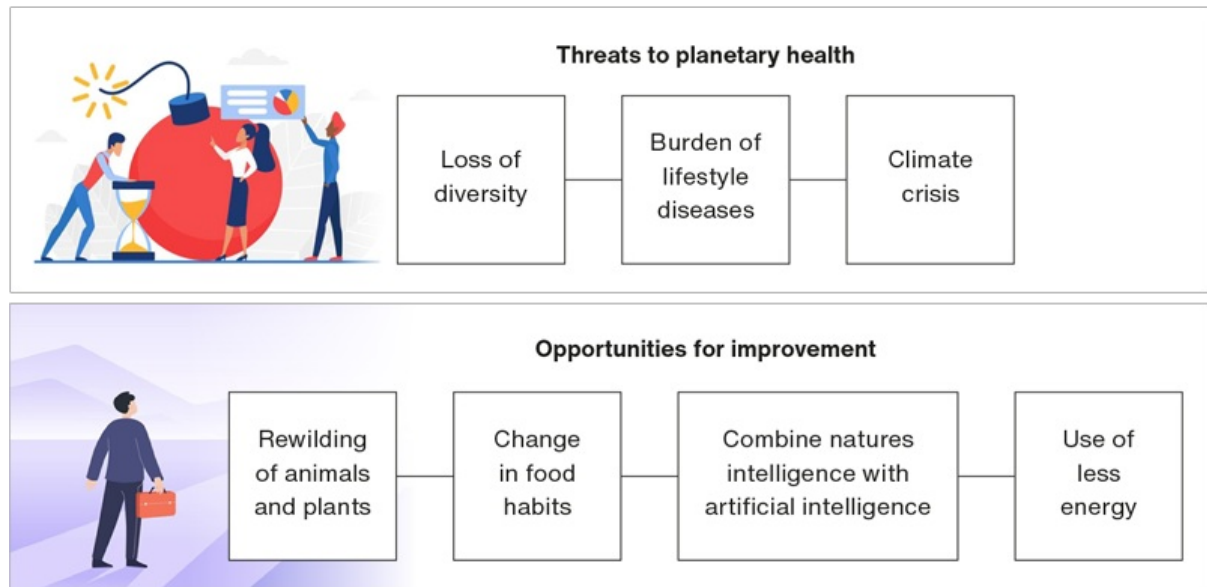 Threats to planetary health
Loss of
diversity
Burden of
lifestyle
diseases
Climate
crisis
Opportunities for improvement
Rewilding
of animals
and plants
Change
in food
habits
Combine natures
intelligence with
artificial intelligence
Use of
less
energy